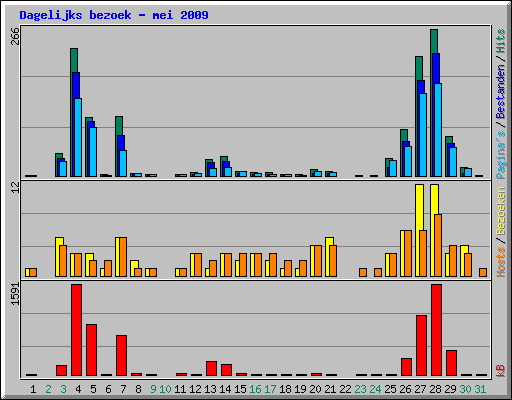 Dagelijks bezoek - mei 2009
266
Pagina's / Bestanden / Hits
12
Hosts / Bezoeken
1591
kB
1 2 3 4 5 6 7 8 9 10 11 12 13 14 15 16 17 18 19 20 21 22 23 24 25 26 27 28 29 30 31